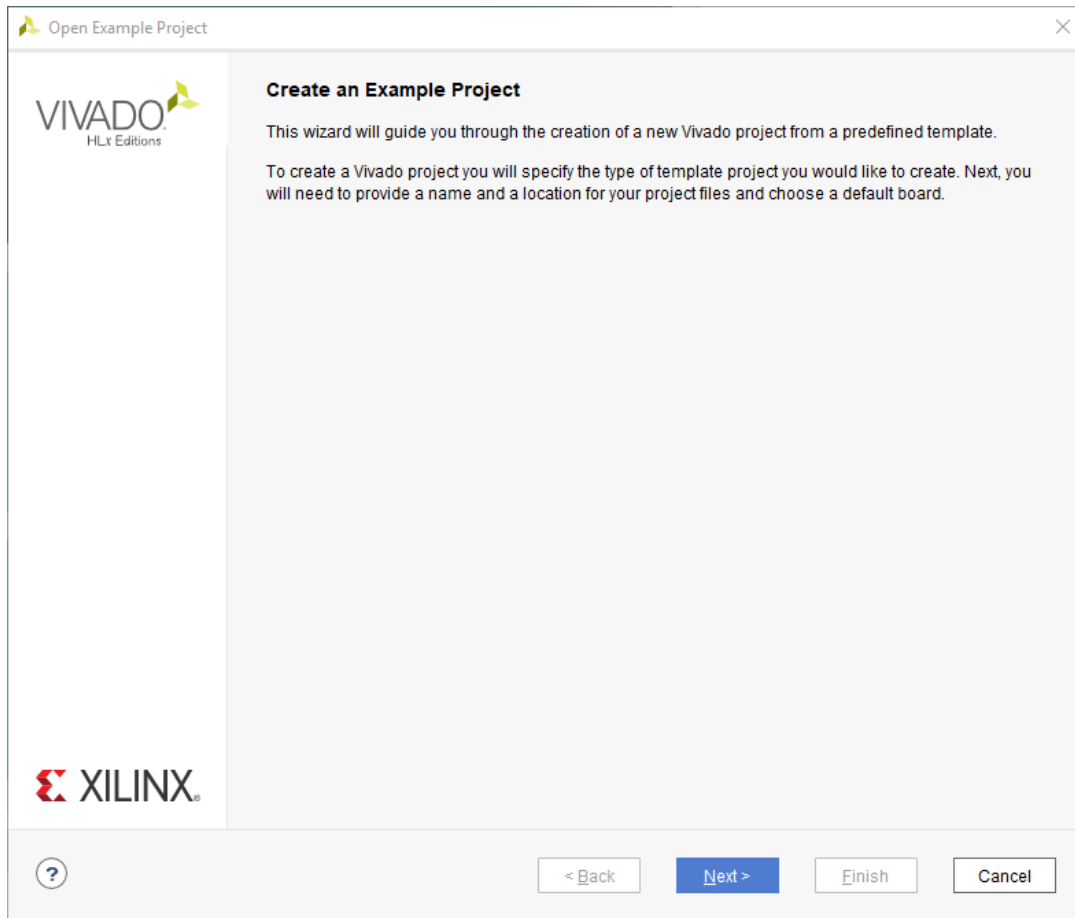 Open Example Project
VIVADO.
HLx Editions
Create an Example Project
This wizard will guide you through the creation of a new Vivado project from a predefined template.
To create a Vivado project you will specify the type of template project you would like to create. Next, you
will need to provide a name and a location for your project files and choose a default board.
XILINX®
?
< Back
Next >
Finish
Cancel